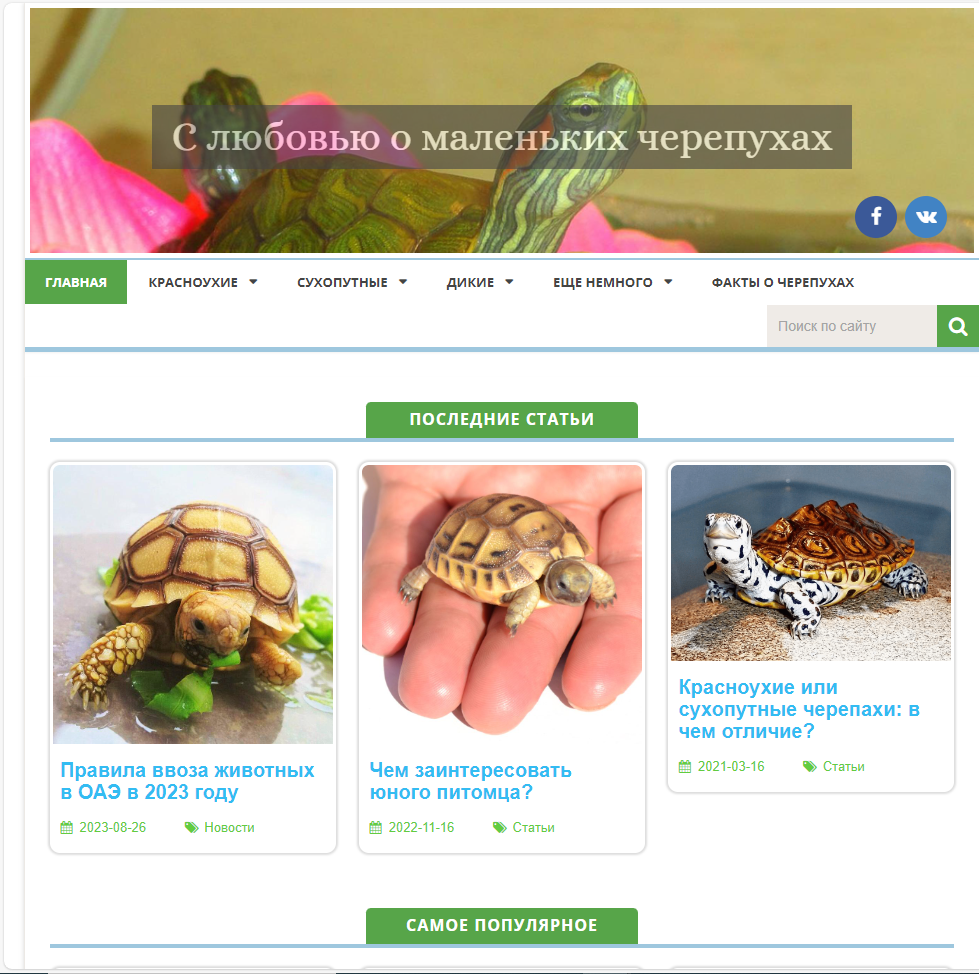 С любовью о маленьких черепухах
ГЛАВНАЯ КРАСНОУХИЕ СУХОПУТНЫЕ ДИКИЕ ЕЩЕ НЕМНОГО ФАКТЫ О ЧЕРЕПУХАХ
Поиск по сайту
ПОСЛЕДНИЕ СТАТЬИ
Правила ввоза животных
в ОАЭ в 2023 году
2023-08-26 Новости
Чем заинтересовать
юного питомца?
2022-11-16 Статьи
Красноухие или
сухопутные черепахи: в
чем отличие?
2021-03-16 Статьи
САМОЕ ПОПУЛЯРНОЕ